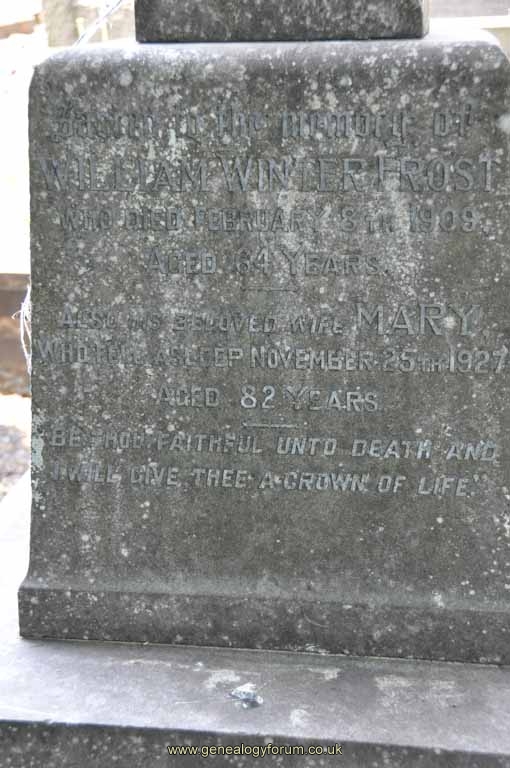 Sacred to the memory of
WILLIAM WINTER FROST
WHO DIED FEBRUARY 8TH 1909.
AGED 64 YEARS.
ALSO HIS BELOVED WIFE MARY,
WHO FELL ASLEEP NOVEMBER 25TH 1927
AGED 82 YEARS.
"BE THOU FAITHFUL UNTO DEATH AND
I WILL GIVE THEE A CROWN OF LIFE."
www.genealogyforum.co.uk